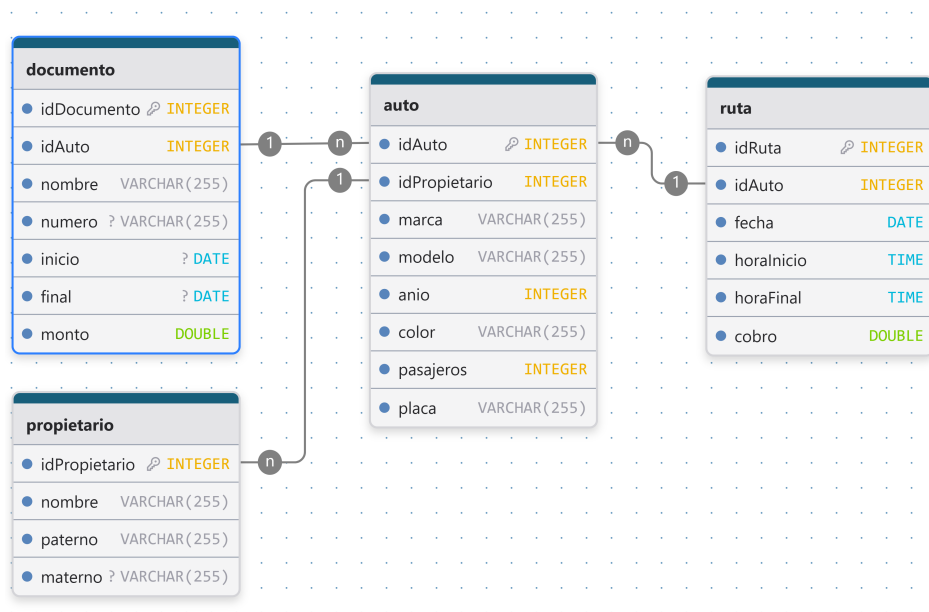 documento
idDocumento INTEGER
idAuto INTEGER
nombre VARCHAR(255)
numero ? VARCHAR(255)
inicio ? DATE
final ? DATE
monto DOUBLE
propietario
idPropietario INTEGER
nombre VARCHAR(255)
paterno VARCHAR(255)
materno ? VARCHAR(255)
1 n
1
n
auto
idAuto INTEGER
idPropietario INTEGER
marca VARCHAR(255)
modelo VARCHAR(255)
anio INTEGER
color VARCHAR(255)
pasajeros INTEGER
placa VARCHAR(255)
n
1
ruta
idRuta INTEGER
idAuto INTEGER
fecha DATE
horaInicio TIME
horaFinal TIME
cobro DOUBLE